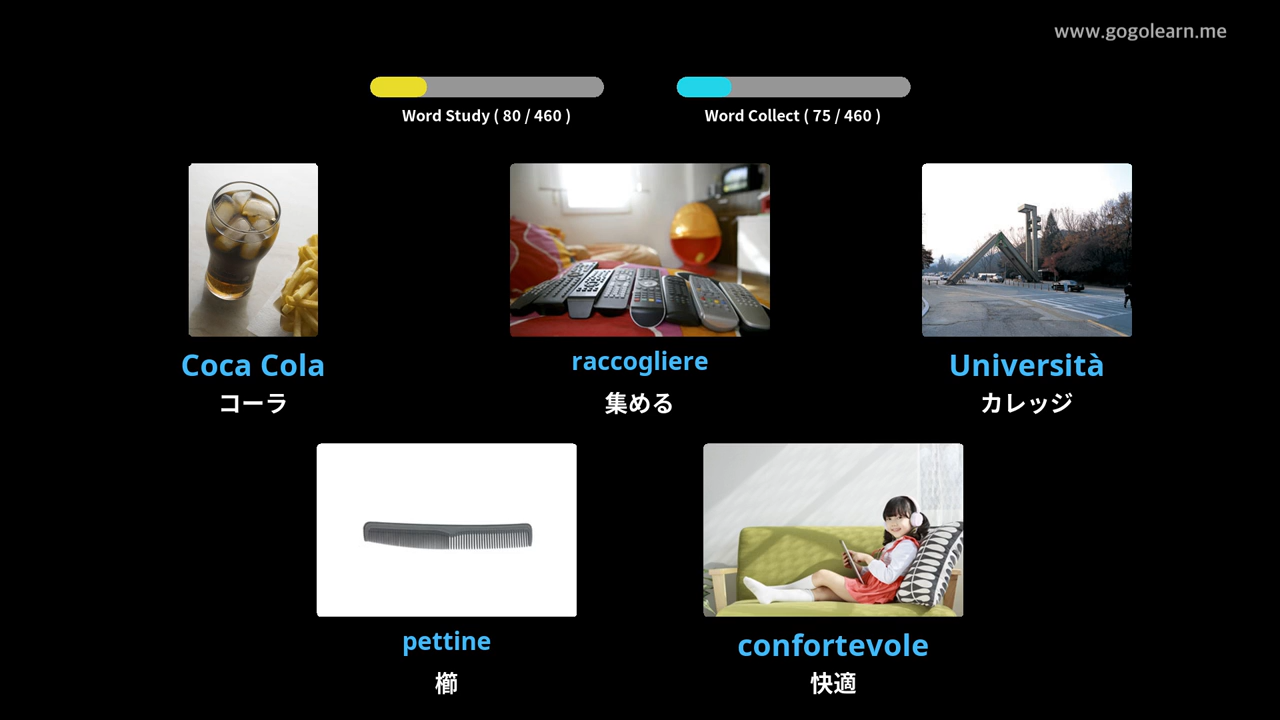 www.gogolearn.me
Word Study ( 80 / 460 )
Word Collect ( 75 / 460 )
Coca Cola
コーラ
raccogliere
集める
Università
カレッジ
pettine
櫛
confortevole
快適